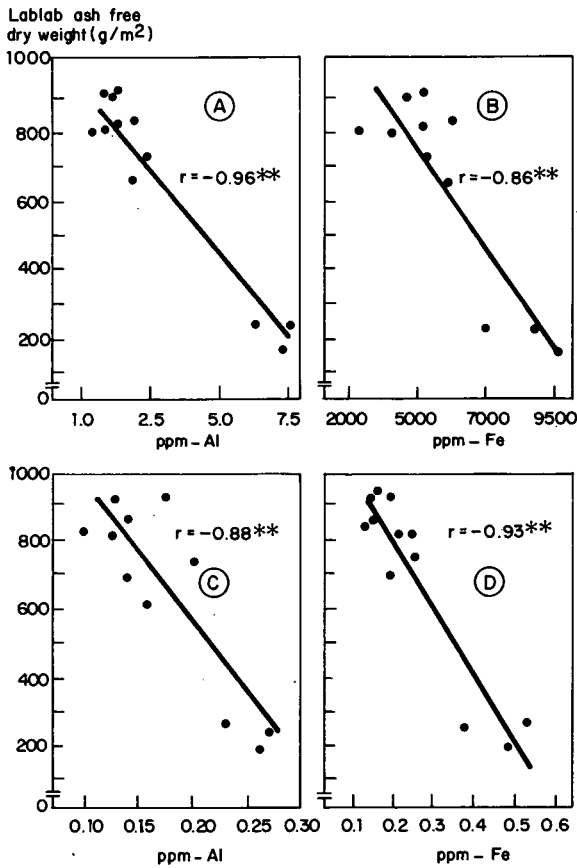 Lablab ash free
dry weight (g/m2)
1000
800
600
400
200
0
A
r=-0.96**
1.0 2.5 5.0 7.5
ppm-Al
B
r=-0.86**
2000 5000 7000 9500
ppm-Fe
1000
800
600
400
200
0
C
r=-0.88**
0.10 0.15 0.20 0.25 0.30
ppm-Al
D
r=-0.93**
0.1 0.2 0.3 0.4 0.5 0.6
ppm-Fe